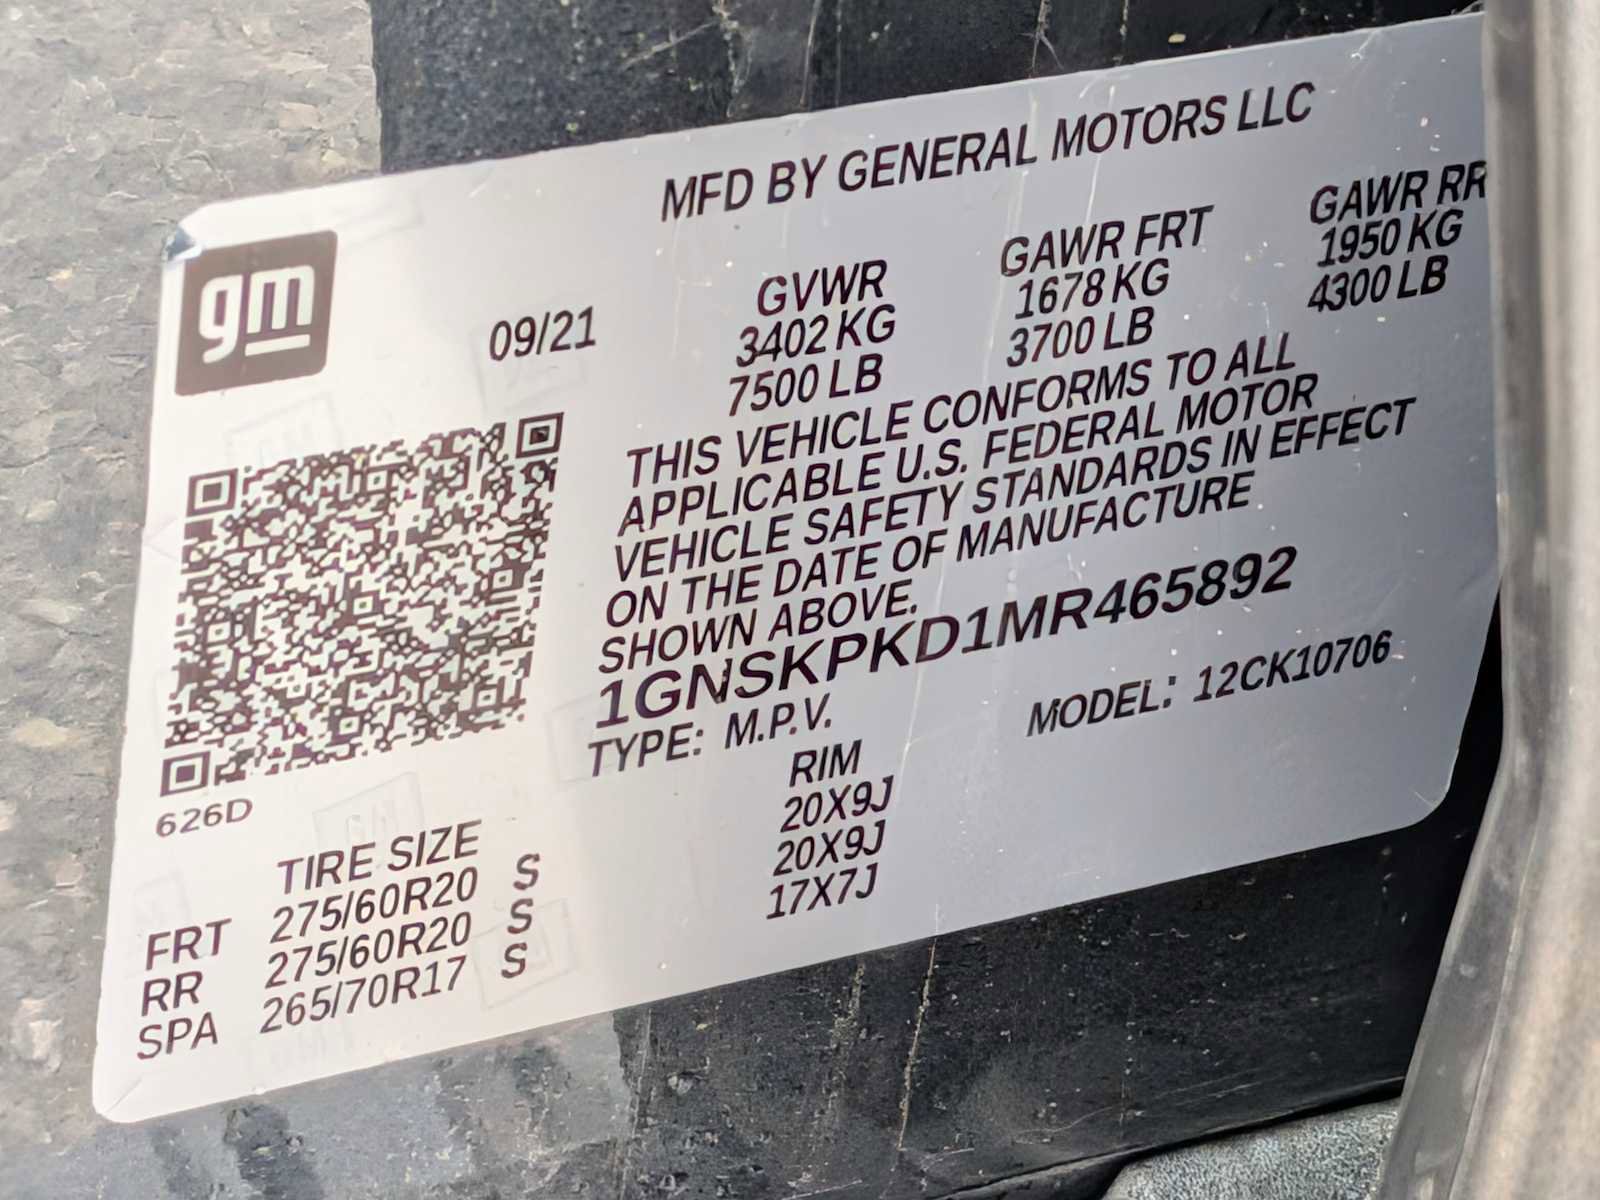 MFD BY GENERAL MOTORS LLC
gm
09/21
GVWR
3402 KG
7500 LB
GAWR FRT
1678 KG
3700 LB
GAWR RR
1950 KG
4300 LB
THIS VEHICLE CONFORMS TO ALL
APPLICABLE U.S. FEDERAL MOTOR
VEHICLE SAFETY STANDARDS IN EFFECT
ON THE DATE OF MANUFACTURE
SHOWN ABOVE.
1GNSKPKD1MR465892
TYPE: M.P.V.
MODEL: 12CK10706
626D
TIRE SIZE
RIM
FRT 275/60R20 S 20X9J
RR 275/60R20 S 20X9J
SPA 265/70R17 S 17X7J